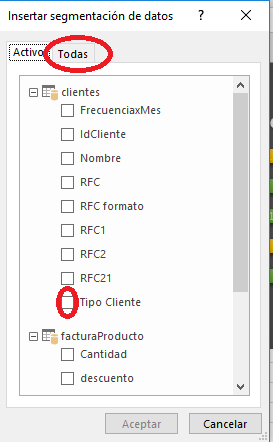 Insertar segmentación de datos
Activo Todas
clientes
FrecuenciaxMes
IdCliente
Nombre
RFC
RFC formato
RFC1
RFC2
RFC21
Tipo Cliente
facturaProducto
Cantidad
descuento
Aceptar Cancelar